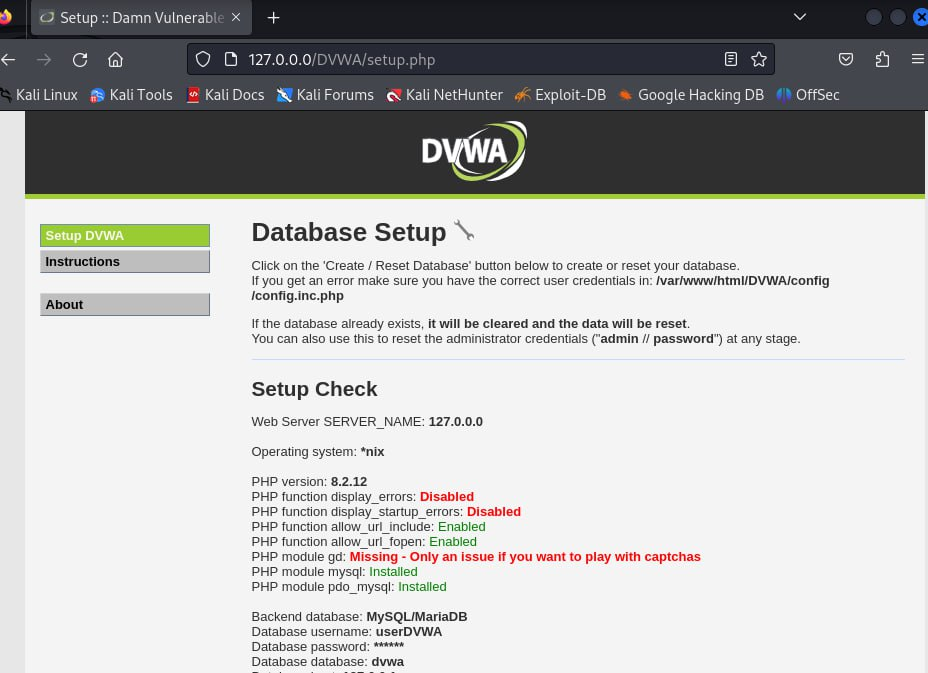 Setup :: Damn Vulnerable
127.0.0.0/DVWA/setup.php
Kali Linux Kali Tools Kali Docs Kali Forums Kali NetHunter Exploit-DB Google Hacking DB OffSec
DVWA
Setup DVWA
Instructions
About
Database Setup
Click on the 'Create / Reset Database' button below to create or reset your database.
If you get an error make sure you have the correct user credentials in: /var/www/html/DVWA/config
/config.inc.php
If the database already exists, it will be cleared and the data will be reset.
You can also use this to reset the administrator credentials ("admin // password") at any stage.
Setup Check
Web Server SERVER_NAME: 127.0.0.0
Operating system: *nix
PHP version: 8.2.12
PHP function display_errors: Disabled
PHP function display_startup_errors: Disabled
PHP function allow_url_include: Enabled
PHP function allow_url_fopen: Enabled
PHP module gd: Missing - Only an issue if you want to play with captchas
PHP module mysql: Installed
PHP module pdo_mysql: Installed
Backend database: MySQL/MariaDB
Database username: userDVWA
Database password: ******
Database database: dvwa